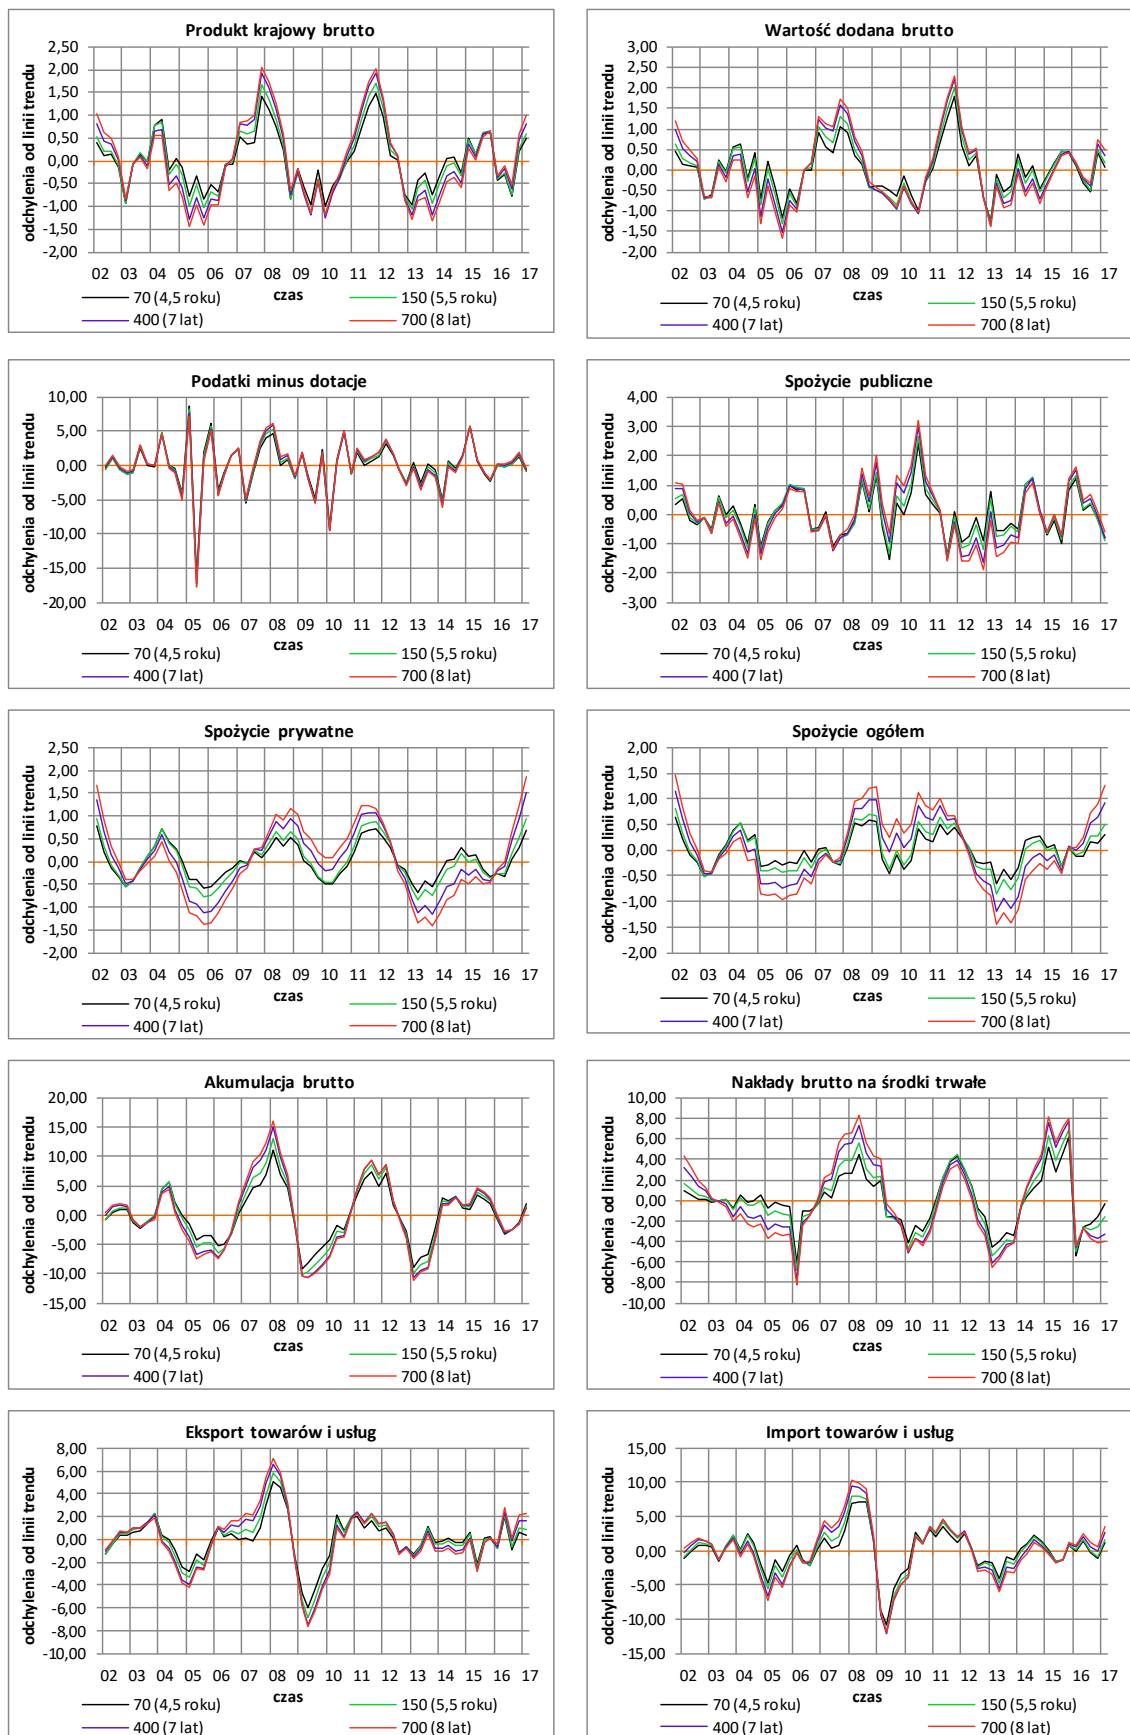 Produkt krajowy brutto
odchylenia od linii trendu
2,50
2,00
1,50
1,00
0,50
0,00
-0,50
-1,00
-1,50
-2,00
02 03 04 05 06 07 08 09 10 11 12 13 14 15 16 17
czas
70 (4,5 roku) 150 (5,5 roku)
400 (7 lat) 700 (8 lat)
Wartość dodana brutto
odchylenia od linii trendu
3,00
2,50
2,00
1,50
1,00
0,50
0,00
-0,50
-1,00
-1,50
-2,00
02 03 04 05 06 07 08 09 10 11 12 13 14 15 16 17
czas
70 (4,5 roku) 150 (5,5 roku)
400 (7 lat) 700 (8 lat)
Podatki minus dotacje
odchylenia od linii trendu
10,00
5,00
0,00
-5,00
-10,00
-15,00
-20,00
02 03 04 05 06 07 08 09 10 11 12 13 14 15 16 17
czas
70 (4,5 roku) 150 (5,5 roku)
400 (7 lat) 700 (8 lat)
Spożycie publiczne
odchylenia od linii trendu
4,00
3,00
2,00
1,00
0,00
-1,00
-2,00
-3,00
02 03 04 05 06 07 08 09 10 11 12 13 14 15 16 17
czas
70 (4,5 roku) 150 (5,5 roku)
400 (7 lat) 700 (8 lat)
Spożycie prywatne
odchylenia od linii trendu
2,50
2,00
1,50
1,00
0,50
0,00
-0,50
-1,00
-1,50
-2,00
02 03 04 05 06 07 08 09 10 11 12 13 14 15 16 17
czas
70 (4,5 roku) 150 (5,5 roku)
400 (7 lat) 700 (8 lat)
Spożycie ogółem
odchylenia od linii trendu
2,00
1,50
1,00
0,50
0,00
-0,50
-1,00
-1,50
-2,00
02 03 04 05 06 07 08 09 10 11 12 13 14 15 16 17
czas
70 (4,5 roku) 150 (5,5 roku)
400 (7 lat) 700 (8 lat)
Akumulacja brutto
odchylenia od linii trendu
20,00
15,00
10,00
5,00
0,00
-5,00
-10,00
-15,00
02 03 04 05 06 07 08 09 10 11 12 13 14 15 16 17
czas
70 (4,5 roku) 150 (5,5 roku)
400 (7 lat) 700 (8 lat)
Nakłady brutto na środki trwałe
odchylenia od linii trendu
10,00
8,00
6,00
4,00
2,00
0,00
-2,00
-4,00
-6,00
-8,00
-10,00
02 03 04 05 06 07 08 09 10 11 12 13 14 15 16 17
czas
70 (4,5 roku) 150 (5,5 roku)
400 (7 lat) 700 (8 lat)
Eksport towarów i usług
odchylenia od linii trendu
8,00
6,00
4,00
2,00
0,00
-2,00
-4,00
-6,00
-8,00
-10,00
02 03 04 05 06 07 08 09 10 11 12 13 14 15 16 17
czas
70 (4,5 roku) 150 (5,5 roku)
400 (7 lat) 700 (8 lat)
Import towarów i usług
odchylenia od linii trendu
15,00
10,00
5,00
0,00
-5,00
-10,00
-15,00
02 03 04 05 06 07 08 09 10 11 12 13 14 15 16 17
czas
70 (4,5 roku) 150 (5,5 roku)
400 (7 lat) 700 (8 lat)